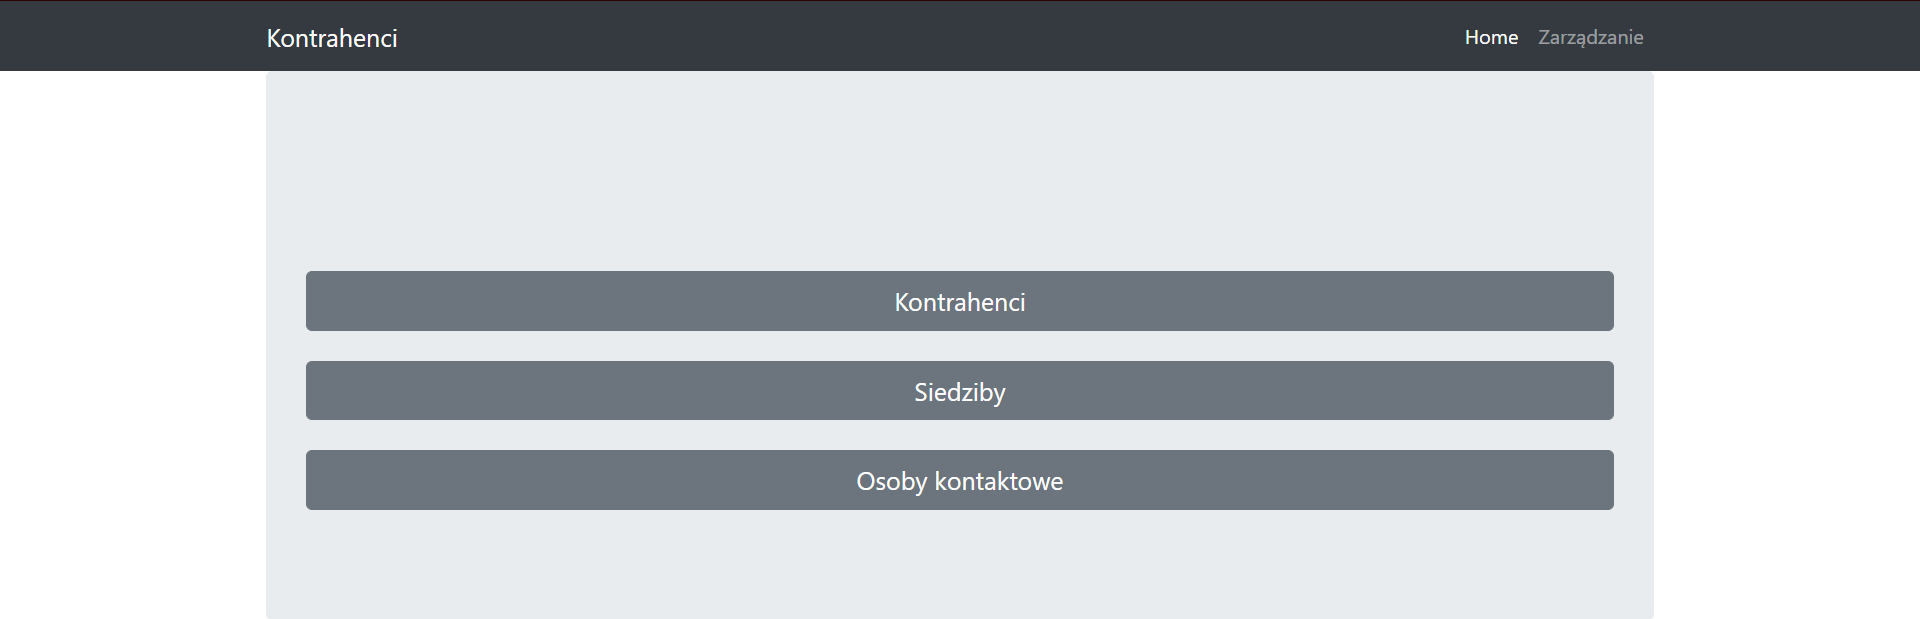 Kontrahenci
Home Zarządzanie
Kontrahenci
Siedziby
Osoby kontaktowe